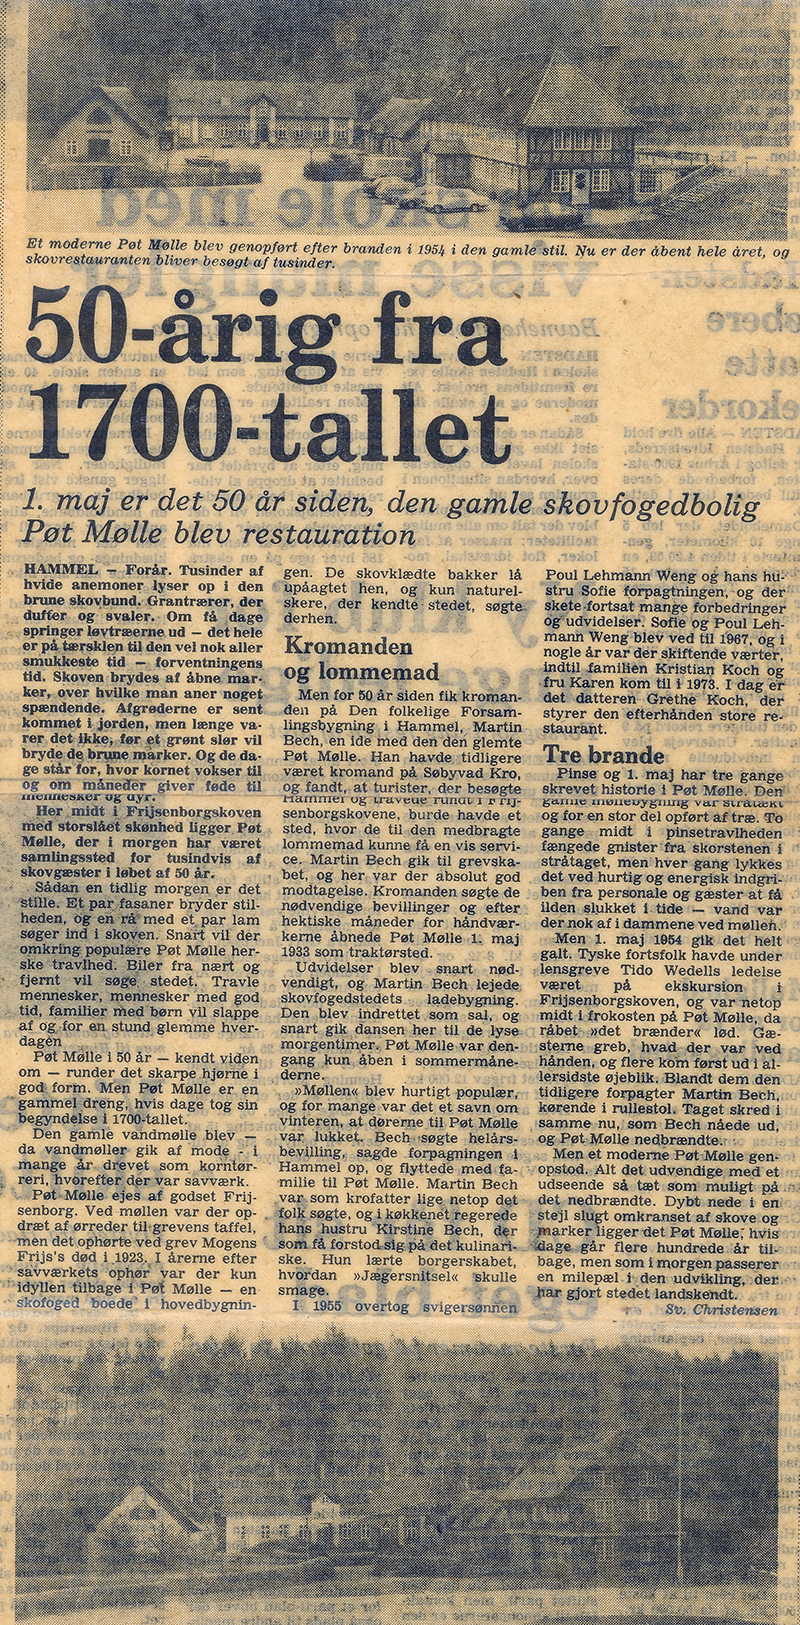 Et moderne Pøt Mølle blev genopført efter branden i 1954 i den gamle stil. Nu er der åbent hele året, og
skovrestauranten bliver besøgt af tusinder.
50-årig fra
1700-tallet
1. maj er det 50 år siden, den gamle skovfogedbolig
Pøt Mølle blev restauration
HAMMEL — Forår. Tusinder af
hvide anemoner lyser op i den
brune skovbund. Grantrærer, der
duffer og svaler. Om få dage
springer løvtræerne ud — det hele
er på tærsklen til den vel nok aller
smukkeste tid — forventningens
tid. Skoven brydes af åbne mar-
ker, over hvilke man aner noget
spændende. Afgrøderne er sent
kommet i jorden, men længe va-
rer det ikke, før et grønt slør vil
bryde de brune marker. Og de da-
ge står for, hvor kornet vokser til
og om måneder giver føde til
mennesker og dyr.
Her midt i Frijsenborgskoven
med storslået skønhed ligger Pøt
Mølle, der i morgen har været
samlingssted for tusindvis af
skovgæster i løbet af 50 år.
Sådan en tidlig morgen er det
stille. Et par fasaner bryder stil-
heden, og en rå med et par lam
søger ind i skoven. Snart vil der
omkring populære Pøt Mølle her-
ske travlhed. Biler fra nært og
fjernt vil søge stedet. Travle
mennesker, mennesker med god
tid, familier med børn vil slappe
af og for en stund glemme hver-
dagen
Pøt Mølle i 50 år — kendt viden
om — runder det skarpe hjørne i
god form. Men Pøt Mølle er en
gammel dreng, hvis dage tog sin
begyndelse i 1700-tallet.
Den gamle vandmølle blev —
da vandmøller gik af mode - i
mange år drevet som korntør-
reri, hvorefter der var savværk.
Pøt Mølle ejes af godset Frij-
senborg. Ved møllen var der op-
dræt af ørreder til grevens taffel,
men det ophørte ved grev Mogens
Frijs's død i 1923. I årerne efter
savværkets ophør var der kun
idyllen tilbage i Pøt Mølle — en
skofoged boede i hovedbygnin-
gen. De skovklædte bakker lå
upåagtet hen, og kun naturel-
skere, der kendte stedet, søgte
derhen.
Kromanden
og lommemad
Men for 50 år siden fik kroman-
den på Den folkelige Forsam-
lingsbygning i Hammel, Martin
Bech, en ide med den den glemte
Pøt Mølle. Han havde tidligere
været kromand på Søbyvad Kro,
og fandt, at turister, der besøgte
Hammel og travede rundt i Frij-
senborgskovene, burde havde et
sted, hvor de til den medbragte
lommemad kunne få en vis servi-
ce. Martin Bech gik til grevska-
bet, og her var der absolut god
modtagelse. Kromanden søgte de
nødvendige bevillinger og efter
hektiske måneder for håndvær-
kerne åbnede Pøt Mølle 1. maj
1933 som traktørsted.
Udvidelser blev snart nød-
vendigt, og Martin Bech lejede
skovfogedstedets ladebygning.
Den blev indrettet som sal, og
snart gik dansen her til de lyse
morgentimer. Pøt Mølle var den-
gang kun åben i sommermåne-
derne.
»Møllen« blev hurtigt populær,
og for mange var det et savn om
vinteren, at dørerne til Pøt Mølle
var lukket. Bech søgte helårs-
bevilling, sagde forpagningen i
Hammel op, og flyttede med fa-
milie til Pøt Mølle. Martin Bech
var som krofatter lige netop det
folk søgte, og i køkkenet regerede
hans hustru Kirstine Bech, der
som få forstod sig på det kulinari-
ske. Hun lærte borgerskabet,
hvordan »Jægersnitsel« skulle
smage.
I 1955 overtog svigersønnen
Poul Lehmann Weng og hans hu-
stru Sofie forpagtningen, og der
skete fortsat mange forbedringer
og udvidelser. Sofie og Poul Leh-
mann Weng blev ved til 1967, og i
nogle år var der skiftende værter,
indtil familien Kristian Koch og
fru Karen kom til i 1973. I dag er
det datteren Grethe Koch, der
styrer den efterhånden store re-
staurant.
Tre brande
Pinse og 1. maj har tre gange
skrevet historie i Pøt Mølle. Den
gamle møllebygning var stråtækt
og for en stor del opført af træ. To
gange midt i pinsetravlheden
fængede gnister fra skorstenen i
stråtaget, men hver gang lykkes
det ved hurtig og energisk indgri-
ben fra personale og gæster at få
ilden slukket i tide — vand var
der nok af i dammene ved møllen.
Men 1. maj 1954 gik det helt
galt. Tyske fortsfolk havde under
lensgreve Tido Wedells ledelse
været på ekskursion i
Frijsenborgskoven, og var netop
midt i frokosten på Pøt Mølle, da
råbet »det brænder« lød. Gæ-
sterne greb, hvad der var ved
hånden, og flere kom først ud i al-
lersidste øjeblik. Blandt dem den
tidligere forpagter Martin Bech,
kørende i rullestol. Taget skred i
samme nu, som Bech nåede ud,
og Pøt Mølle nedbrændte.
Men et moderne Pøt Mølle gen-
opstod. Alt det udvendige med et
udseende så tæt som muligt på
det nedbrændte. Dybt nede i en
stejl slugt omkranset af skove og
marker ligger det Pøt Mølle, hvis
dage går flere hundrede år til-
bage, men som i morgen passerer
en milepæl i den udvikling, der
har gjort stedet landskendt.
Sv. Christensen